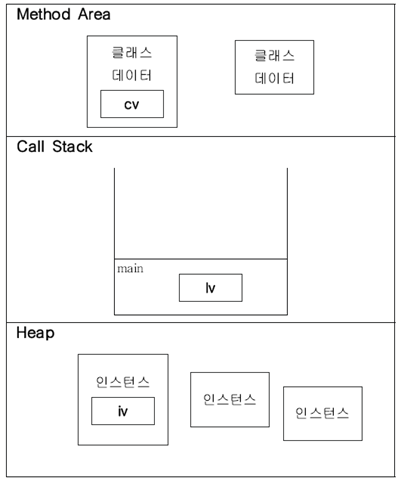 Method Area
클래스
데이터
cv
클래스
데이터
Call Stack
main
lv
Heap
인스턴스
iv
인스턴스
인스턴스